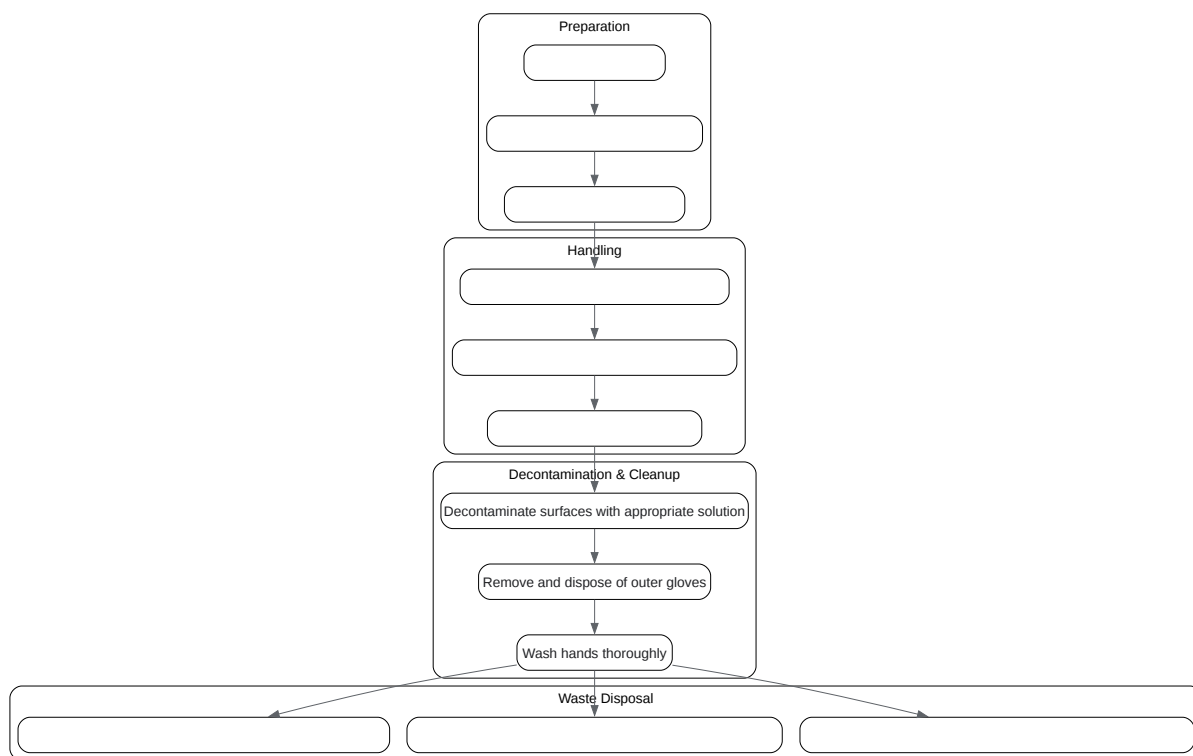 Preparation
Handling
Decontamination & Cleanup
Decontaminate surfaces with appropriate solution
Remove and dispose of outer gloves
Wash hands thoroughly
Waste Disposal